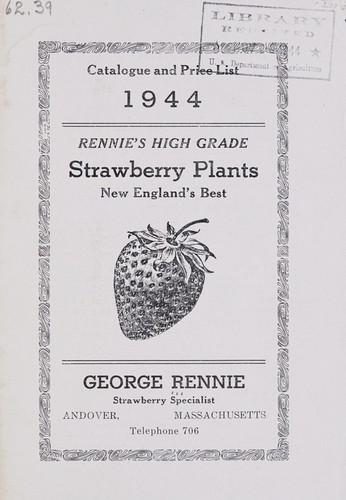 62.39
LIBRARY
RECEIVED
★
U. S. Department of Agriculture
Catalogue and Price List
1944
RENNIE'S HIGH GRADE
Strawberry Plants
New England's Best
GEORGE RENNIE
Strawberry Specialist
ANDOVER, MASSACHUSETTS
Telephone 706